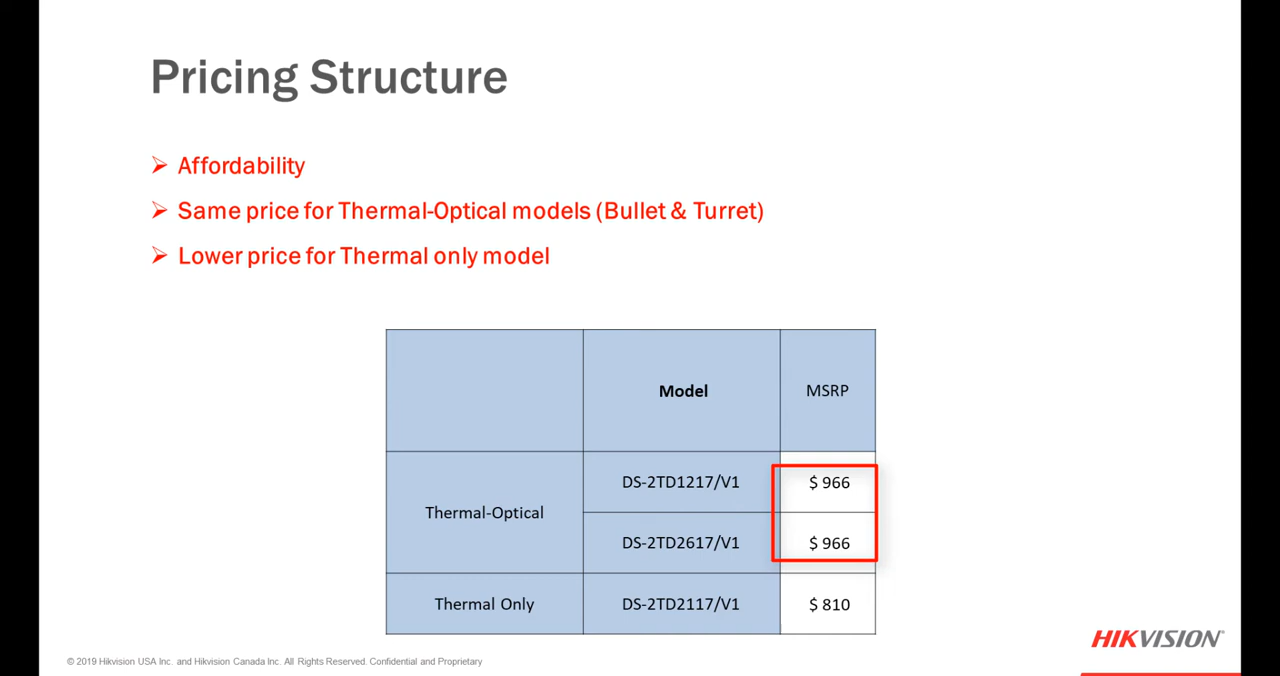 Pricing Structure
➢ Affordability
➢ Same price for Thermal-Optical models (Bullet & Turret)
➢ Lower price for Thermal only model
Model MSRP
Thermal-Optical
DS-2TD1217/V1 $ 966
DS-2TD2617/V1 $ 966
Thermal Only DS-2TD2117/V1 $ 810
HIKVISION®
© 2019 Hikvision USA Inc. and Hikvision Canada Inc. All Rights Reserved. Confidential and Proprietary